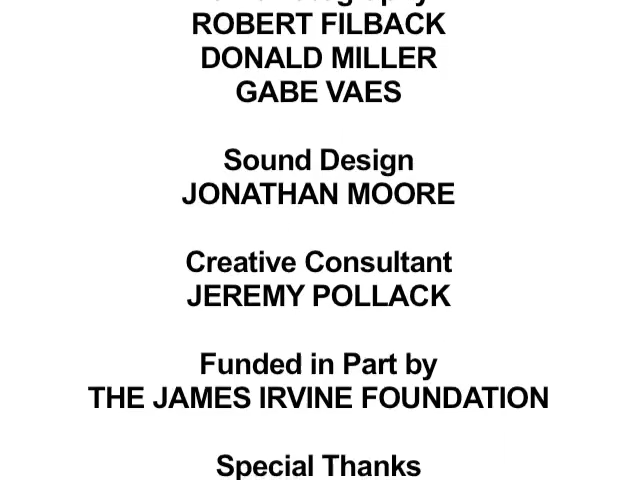 ROBERT FILBACK
DONALD MILLER
GABE VAES
Sound Design
JONATHAN MOORE
Creative Consultant
JEREMY POLLACK
Funded in Part by
THE JAMES IRVINE FOUNDATION
Special Thanks